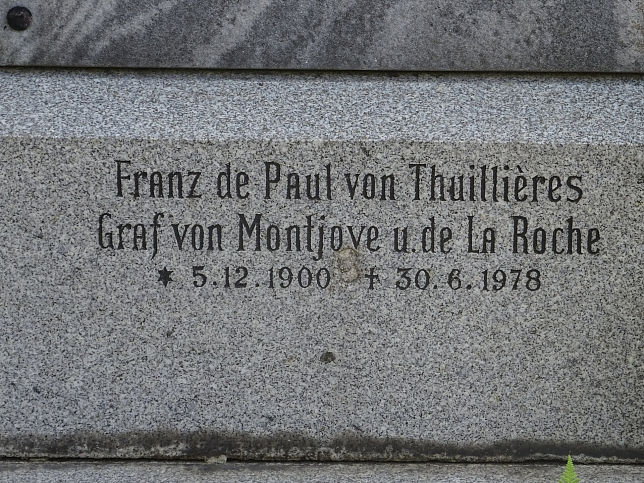 Franz de Paul von Thuillières
Graf von Montjove u. de La Roche
* 5.12.1900 † 30.6.1978